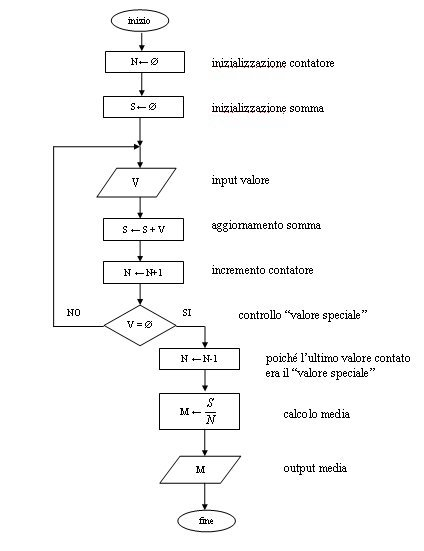 inizio
N ← Ø
inizializzazione contatore
S ← Ø
inizializzazione somma
V
input valore
S ← S + V
aggiornamento somma
N ← N+1
incremento contatore
NO
V = Ø
SI
controllo “valore speciale”
N ← N-1
poiché l’ultimo valore contato
era il “valore speciale”
M ← S/N
calcolo media
M
output media
fine